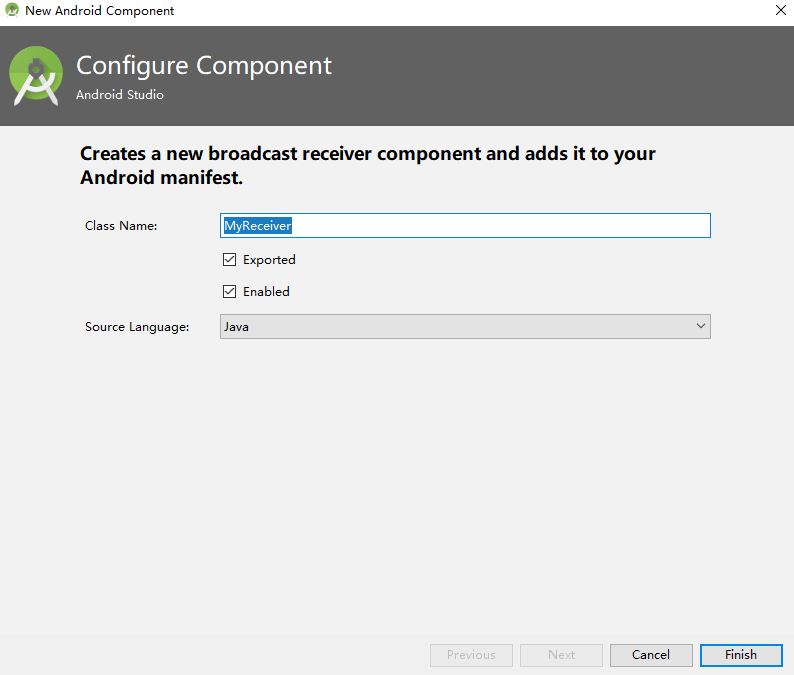 New Android Component
Configure Component
Android Studio
Creates a new broadcast receiver component and adds it to your
Android manifest.
Class Name:
MyReceiver
Exported
Enabled
Source Language:
Java
Previous
Next
Cancel
Finish